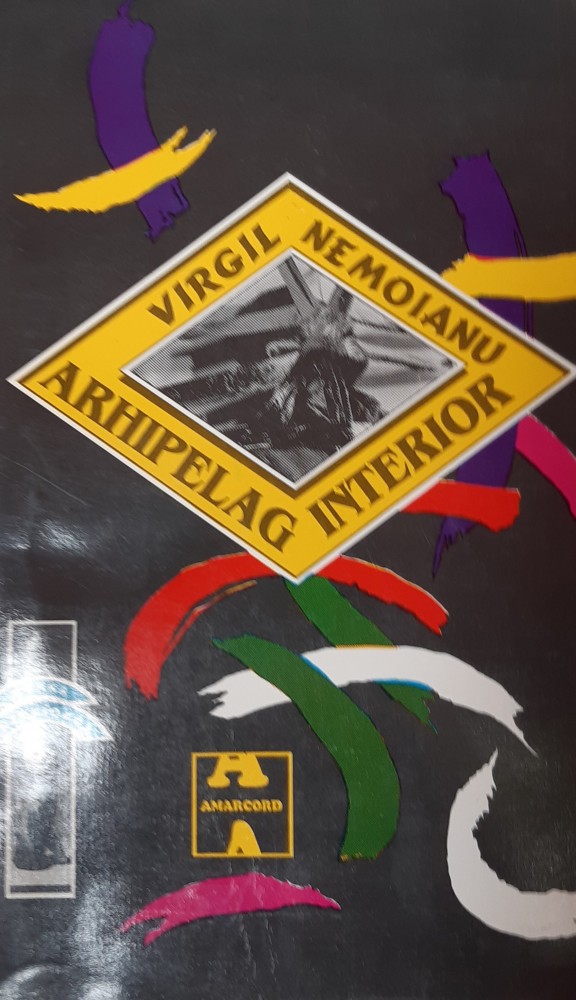 VIRGIL NEMOIANU
ARHIPELAG INTERIOR
A
AMARCORD
A